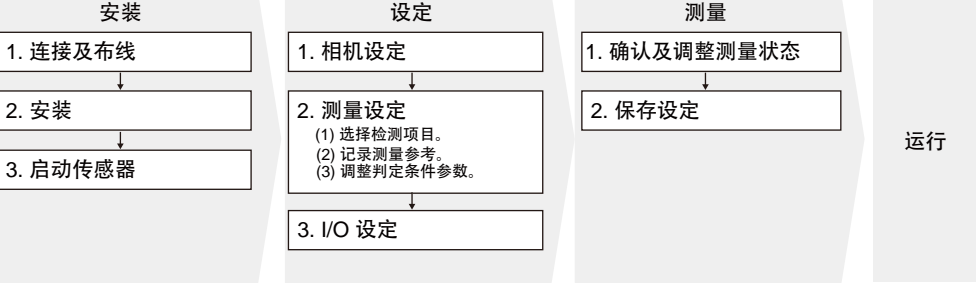 安装
1. 连接及布线
2. 安装
3. 启动传感器
设定
1. 相机设定
2. 测量设定
(1) 选择检测项目。
(2) 记录测量参考。
(3) 调整判定条件参数。
3. I/O 设定
测量
1. 确认及调整测量状态
2. 保存设定
运行